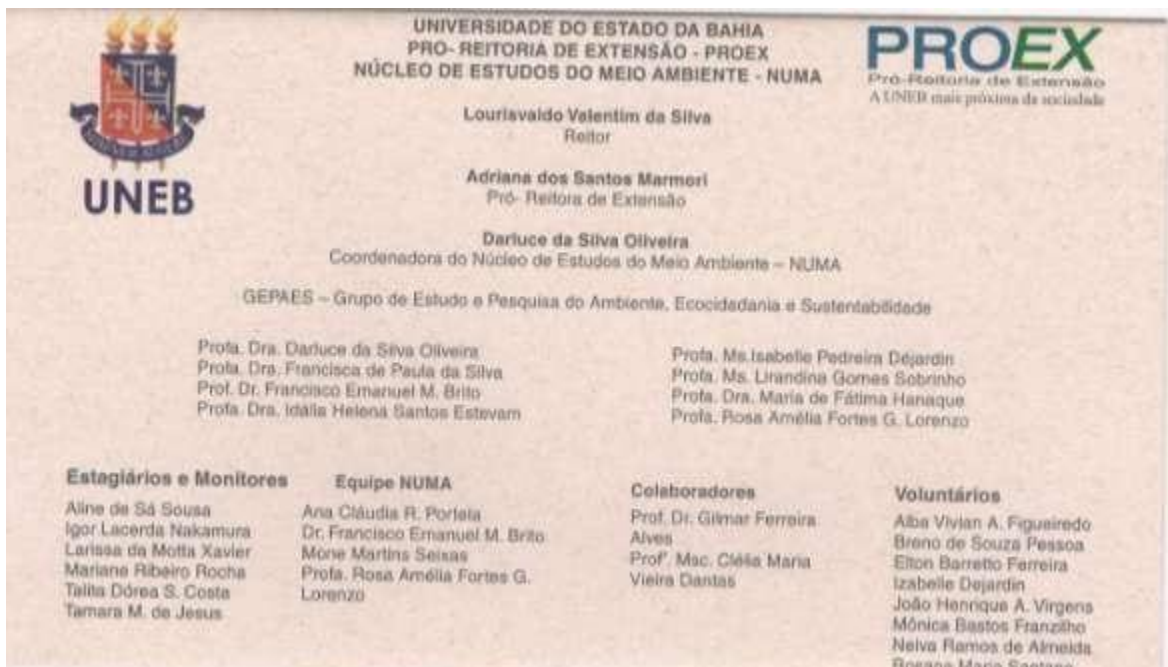 UNIVERSIDADE DO ESTADO DA BAHIA
PRO- REITORIA DE EXTENSÃO - PROEX
NÚCLEO DE ESTUDOS DO MEIO AMBIENTE - NUMA
PROEX
Pró-Reitoria de Extensão
A UNEB mais próxima da sociedade
UNEB
Lourisvaldo Valentim da Silva
Reitor
Adriana dos Santos Marmori
Pró- Reitora de Extensão
Darluce da Silva Oliveira
Coordenadora do Núcleo de Estudos do Meio Ambiente – NUMA
GEPAES – Grupo de Estudo e Pesquisa do Ambiente, Ecocidadania e Sustentabilidade
Profa. Dra. Darluce da Silva Oliveira
Profa. Dra. Francisca de Paula da Silva
Prof. Dr. Francisco Emanuel M. Brito
Profa. Dra. Idália Helena Santos Estevam
Profa. Ms.Isabelle Pedreira Déjardin
Profa. Ms. Lirandina Gomes Sobrinho
Profa. Dra. Maria de Fátima Hanaque
Profa. Rosa Amélia Fortes G. Lorenzo
Estagiários e Monitores
Aline de Sá Sousa
Igor Lacerda Nakamura
Larissa da Motta Xavier
Mariane Ribeiro Rocha
Talita Dórea S. Costa
Tamara M. de Jesus
Equipe NUMA
Ana Cláudia R. Portela
Dr. Francisco Emanuel M. Brito
Mone Martins Seixas
Profa. Rosa Amélia Fortes G.
Lorenzo
Colaboradores
Prof. Dr. Gilmar Ferreira
Alves
Profª. Msc. Clélia Maria
Vieira Dantas
Voluntários
Alba Vivian A. Figueiredo
Breno de Souza Pessoa
Elton Barretto Ferreira
Izabelle Dejardin
João Henrique A. Virgens
Mônica Bastos Franzilho
Neiva Ramos de Almeida
Rosana Maria Santana